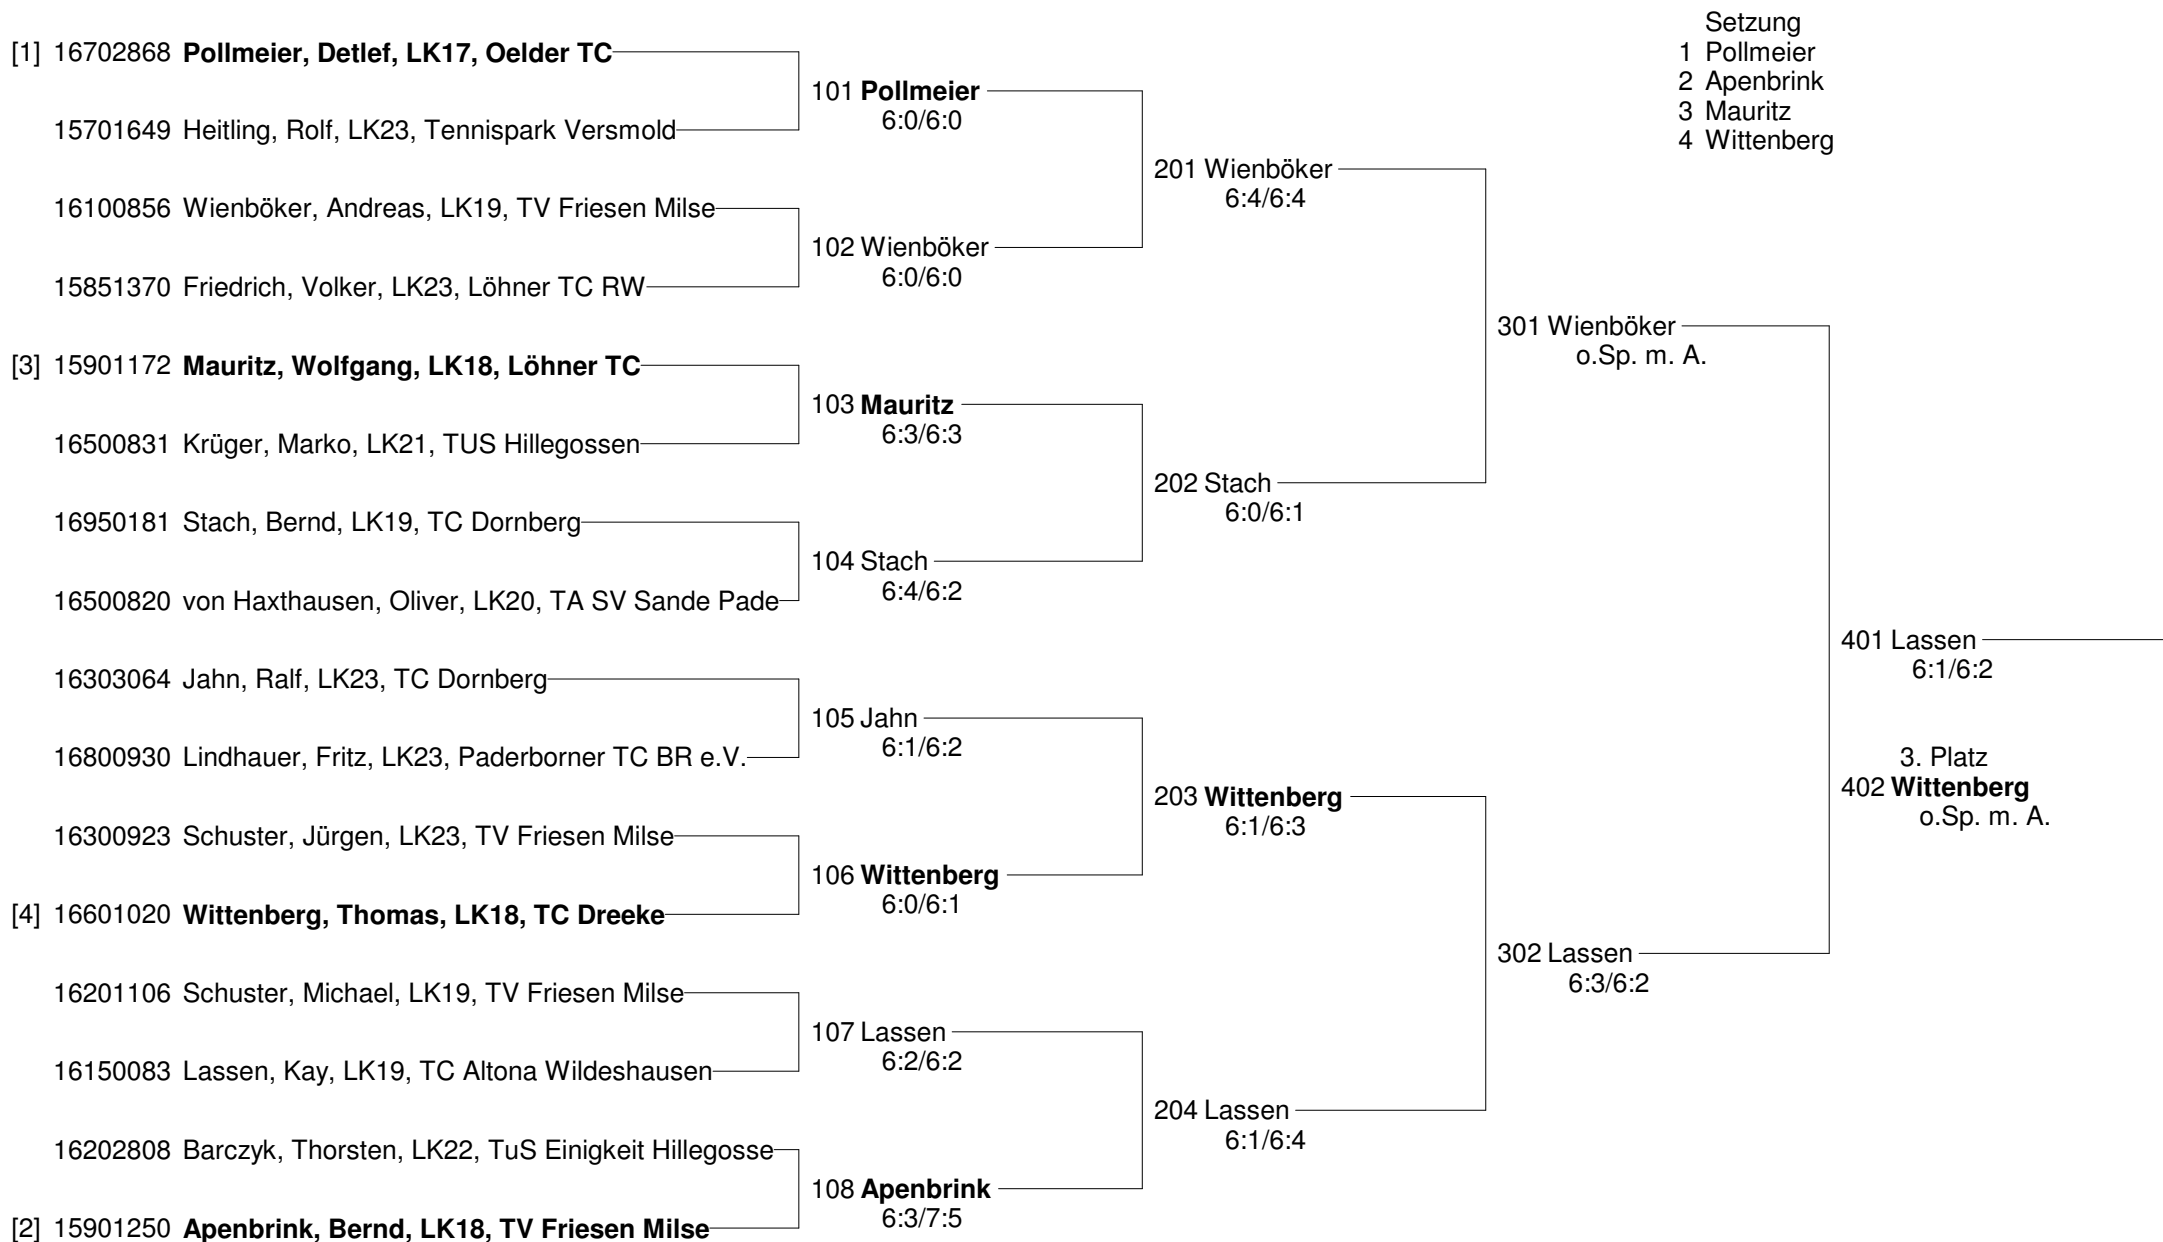 Setzung
1 Pollmeier
2 Apenbrink
3 Mauritz
4 Wittenberg
[1] 16702868 Pollmeier, Detlef, LK17, Oelder TC
15701649 Heitling, Rolf, LK23, Tennispark Versmold
16100856 Wienböker, Andreas, LK19, TV Friesen Milse
15851370 Friedrich, Volker, LK23, Löhner TC RW
[3] 15901172 Mauritz, Wolfgang, LK18, Löhner TC
16500831 Krüger, Marko, LK21, TUS Hillegossen
16950181 Stach, Bernd, LK19, TC Dornberg
16500820 von Haxthausen, Oliver, LK20, TA SV Sande Pade
16303064 Jahn, Ralf, LK23, TC Dornberg
16800930 Lindhauer, Fritz, LK23, Paderborner TC BR e.V.
16300923 Schuster, Jürgen, LK23, TV Friesen Milse
[4] 16601020 Wittenberg, Thomas, LK18, TC Dreeke
16201106 Schuster, Michael, LK19, TV Friesen Milse
16150083 Lassen, Kay, LK19, TC Altona Wildeshausen
16202808 Barczyk, Thorsten, LK22, TuS Einigkeit Hillegosse
[2] 15901250 Apenbrink, Bernd, LK18, TV Friesen Milse
101 Pollmeier
6:0/6:0
102 Wienböker
6:0/6:0
103 Mauritz
6:3/6:3
104 Stach
6:4/6:2
105 Jahn
6:1/6:2
106 Wittenberg
6:0/6:1
107 Lassen
6:2/6:2
108 Apenbrink
6:3/7:5
201 Wienböker
6:4/6:4
202 Stach
6:0/6:1
203 Wittenberg
6:1/6:3
204 Lassen
6:1/6:4
301 Wienböker
o.Sp. m. A.
302 Lassen
6:3/6:2
401 Lassen
6:1/6:2
3. Platz
402 Wittenberg
o.Sp. m. A.